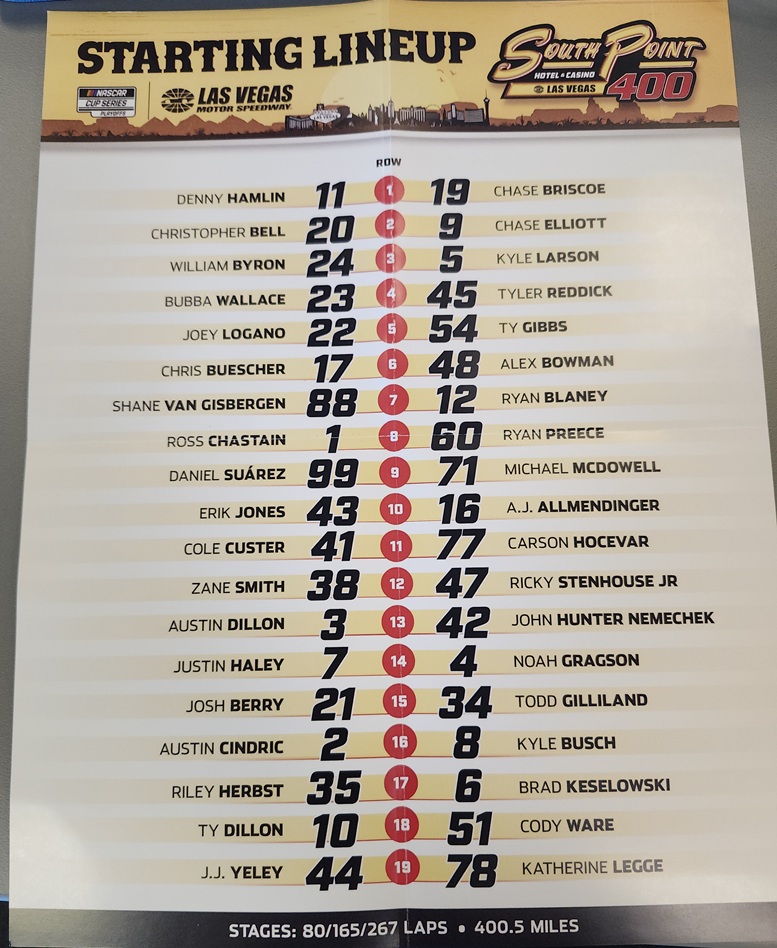 STARTING LINEUP
SOUTH POINT
HOTEL & CASINO
LAS VEGAS
400
NASCAR
CUP SERIES
PLAYOFFS
LAS VEGAS
MOTOR SPEEDWAY
ROW
DENNY HAMLIN 11 1 19 CHASE BRISCOE
CHRISTOPHER BELL 20 2 9 CHASE ELLIOTT
WILLIAM BYRON 24 3 5 KYLE LARSON
BUBBA WALLACE 23 4 45 TYLER REDDICK
JOEY LOGANO 22 5 54 TY GIBBS
CHRIS BUESCHER 17 6 48 ALEX BOWMAN
SHANE VAN GISBERGEN 88 7 12 RYAN BLANEY
ROSS CHASTAIN 1 8 60 RYAN PREECE
DANIEL SUÁREZ 99 9 71 MICHAEL MCDOWELL
ERIK JONES 43 10 16 A.J. ALLMENDINGER
COLE CUSTER 41 11 77 CARSON HOCEVAR
ZANE SMITH 38 12 47 RICKY STENHOUSE JR
AUSTIN DILLON 3 13 42 JOHN HUNTER NEMECHEK
JUSTIN HALEY 7 14 4 NOAH GRAGSON
JOSH BERRY 21 15 34 TODD GILLILAND
AUSTIN CINDRIC 2 16 8 KYLE BUSCH
RILEY HERBST 35 17 6 BRAD KESELOWSKI
TY DILLON 10 18 51 CODY WARE
J.J. YELEY 44 19 78 KATHERINE LEGGE
STAGES: 80/165/267 LAPS • 400.5 MILES